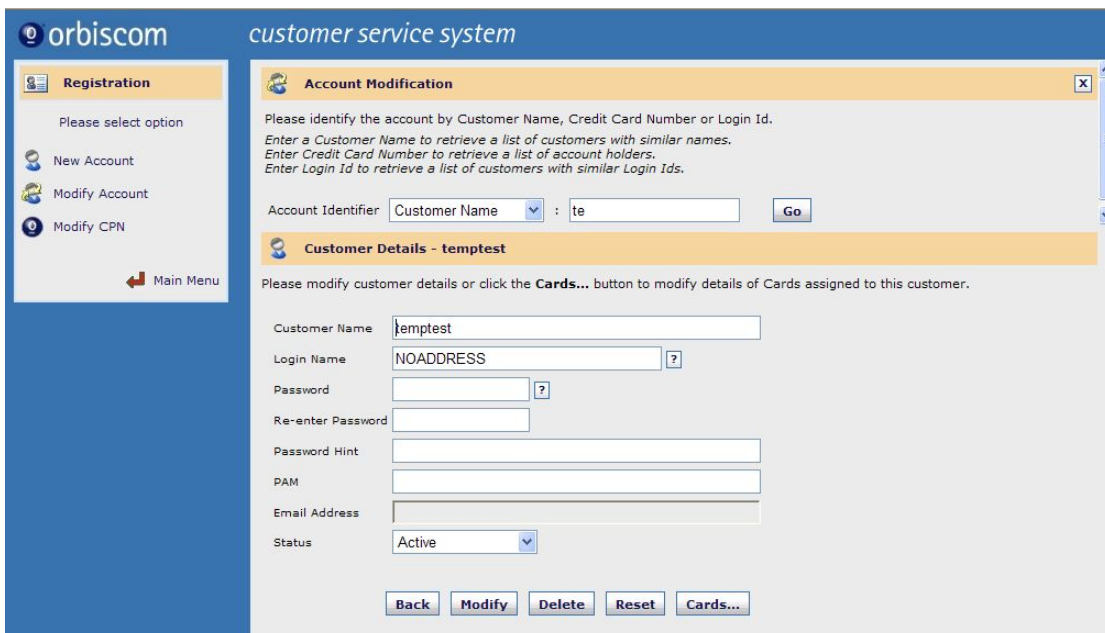 orbiscom
customer service system
Registration
Please select option
New Account
Modify Account
Modify CPN
Main Menu
Account Modification
X
Please identify the account by Customer Name, Credit Card Number or Login Id.
Enter a Customer Name to retrieve a list of customers with similar names.
Enter Credit Card Number to retrieve a list of account holders.
Enter Login Id to retrieve a list of customers with similar Login Ids.
Account Identifier Customer Name : te Go
Customer Details - temptest
Please modify customer details or click the Cards... button to modify details of Cards assigned to this customer.
Customer Name temptest
Login Name NOADDRESS ?
Password ?
Re-enter Password
Password Hint
PAM
Email Address
Status Active
Back Modify Delete Reset Cards...